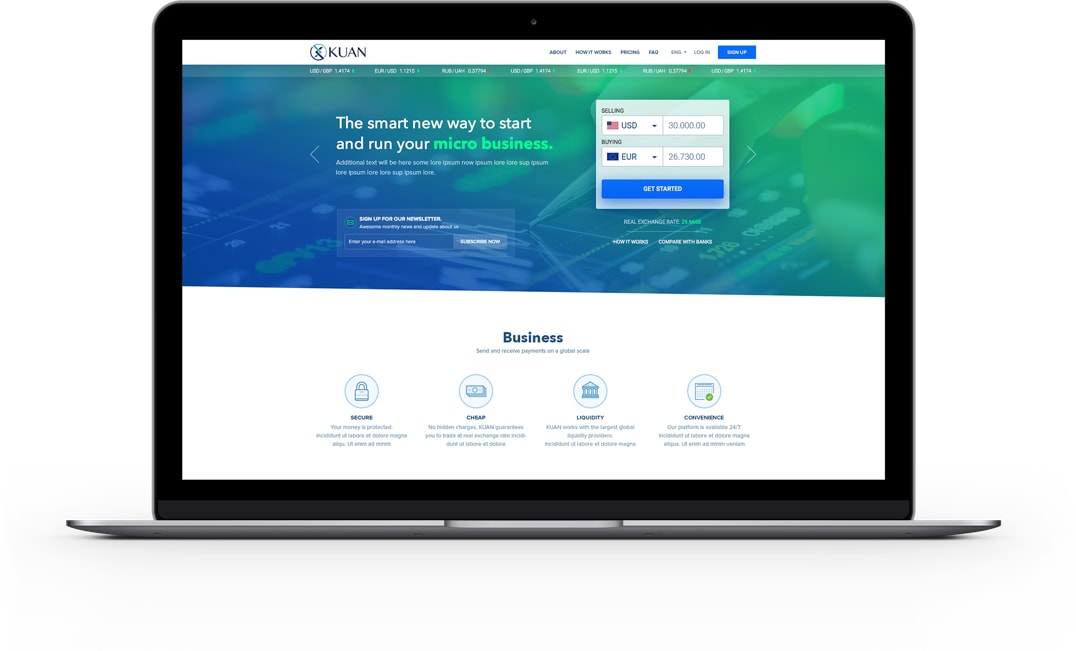 KUAN
ABOUT HOW IT WORKS PRICING FAQ ENG LOG IN SIGN UP
USD/GBP 1.4174 EUR/USD 1.1215 RUB/UAH 0.37794 USD/GBP 1.4174 EUR/USD 1.1215 RUB/UAH 0.37794 USD/GBP 1.4174
The smart new way to start
and run your micro business.
Additional text will be here some lore ipsum now ipsum lore lore sup ipsum
lore ipsum lore lore sup ipsum lore.
SIGN UP FOR OUR NEWSLETTER.
Awesome monthly news and update about us
Enter your e-mail address here SUBSCRIBE NOW
SELLING
USD 30.000.00
BUYING
EUR 26.730.00
GET STARTED
REAL EXCHANGE RATE:
HOW IT WORKS COMPARE WITH BANKS
Business
Send and receive payments on a global scale
SECURE
Your money is protected.
incididunt ut labore et dolore magna
aliqu. Ut enim ad minim
CHEAP
No hidden charges, KUAN guarantees
you to trade at real exchange rate incidi-
dunt ut labore et dolore
LIQUIDITY
KUAN works with the largest global
liquidity providers.
incididunt ut labore et dolore magna
CONVENIENCE
Our platform is available 24/7
incididunt ut labore et dolore magna
aliqua. Ut enim ad minim veniam